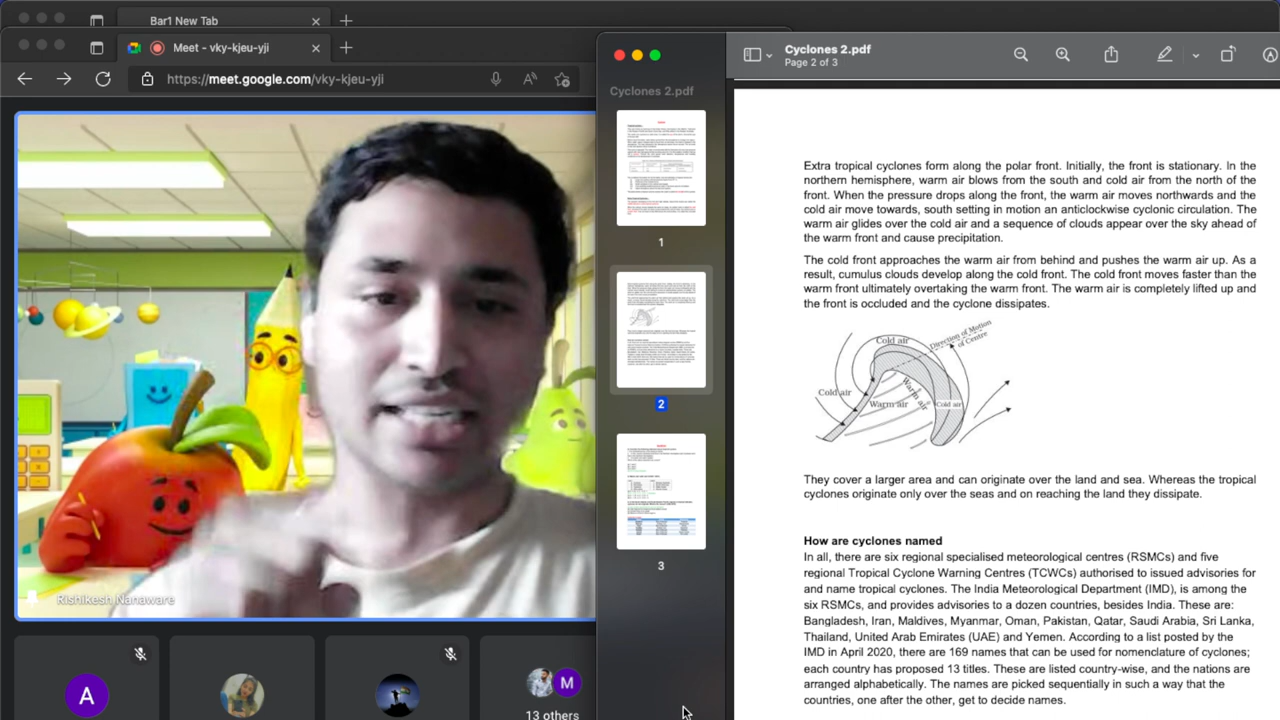 Bar1 New Tab
Meet - vky-kjeu-yji
https://meet.google.com/vky-kjeu-yji
Rishikesh Nanaware
A
M
13 others
Cyclones 2.pdf
1
2
3
Cyclones 2.pdf
Page 2 of 3
Extra tropical cyclones form along the polar front. Initially, the front is stationary. In the
northern hemisphere, warm air blows from the south and cold air from the north of the
front. When the pressure drops along the front, the warm air moves northwards and the
cold air move towards, south setting in motion an anticlockwise cyclonic circulation. The
warm air glides over the cold air and a sequence of clouds appear over the sky ahead of
the warm front and cause precipitation.
The cold front approaches the warm air from behind and pushes the warm air up. As a
result, cumulus clouds develop along the cold front. The cold front moves faster than the
warm front ultimately overtaking the warm front. The warm air is completely lifted up and
the front is occluded and the cyclone dissipates.
Cold air
Direction of Motion
of Centre
Cold air
Warm air
Warm air
Cold air
They cover a larger area and can originate over the land and sea. Whereas the tropical
cyclones originate only over the seas and on reaching the land they dissipate.
How are cyclones named
In all, there are six regional specialised meteorological centres (RSMCs) and five
regional Tropical Cyclone Warning Centres (TCWCs) authorised to issued advisories for
and name tropical cyclones. The India Meteorological Department (IMD), is among the
six RSMCs, and provides advisories to a dozen countries, besides India. These are:
Bangladesh, Iran, Maldives, Myanmar, Oman, Pakistan, Qatar, Saudi Arabia, Sri Lanka,
Thailand, United Arab Emirates (UAE) and Yemen. According to a list posted by the
IMD in April 2020, there are 169 names that can be used for nomenclature of cyclones;
each country has proposed 13 titles. These are listed country-wise, and the nations are
arranged alphabetically. The names are picked sequentially in such a way that the
countries, one after the other, get to decide names.